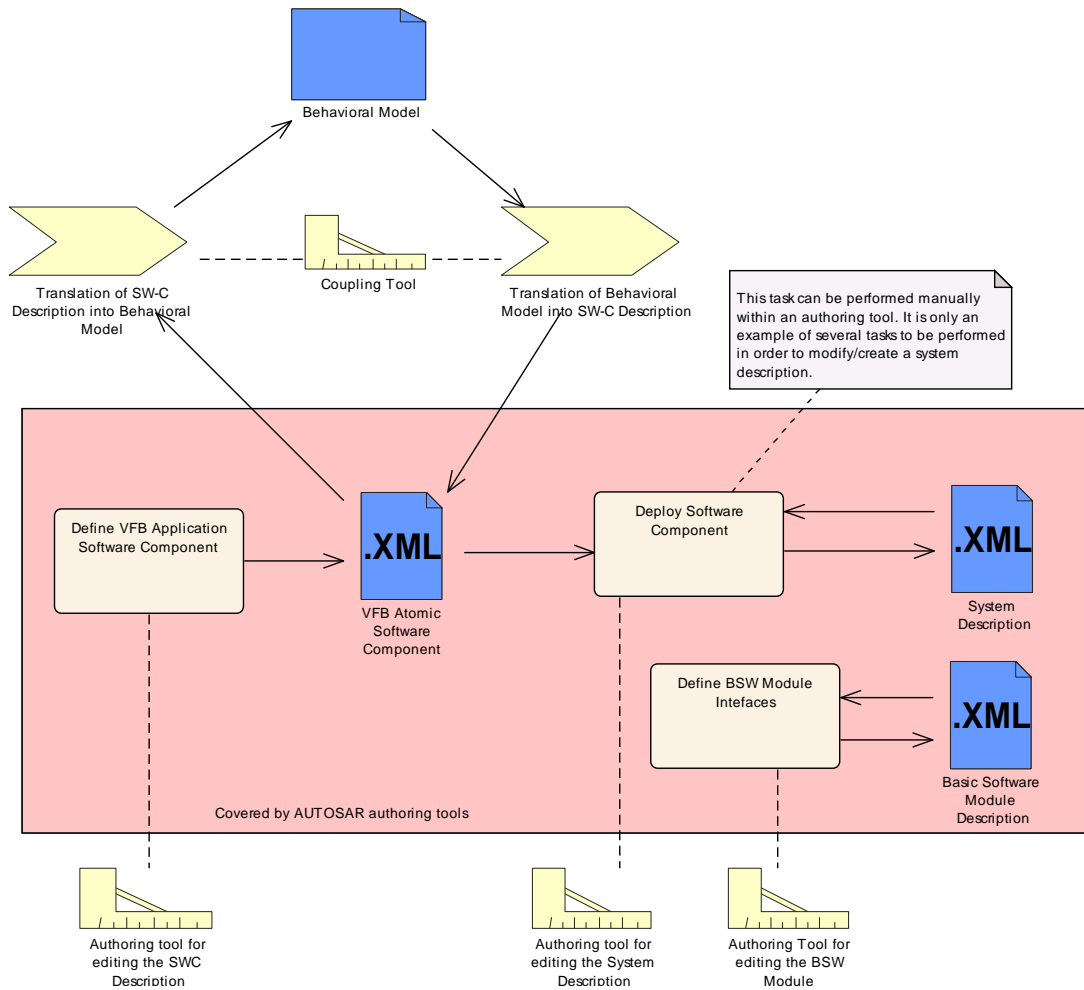 Behavioral Model
Coupling Tool
Translation of SW-C
Description into Behavioral
Model
Translation of Behavioral
Model into SW-C Description
This task can be performed manually
within an authoring tool. It is only an
example of several tasks to be performed
in order to modify/create a system
description.
Define VFB Application
Software Component
.XML
VFB Atomic
Software
Component
Deploy Software
Component
.XML
System
Description
Define BSW Module
Intefaces
.XML
Basic Software
Module
Description
Covered by AUTOSAR authoring tools
Authoring tool for
editing the SWC
Description
Authoring tool for
editing the System
Description
Authoring Tool for
editing the BSW
Module